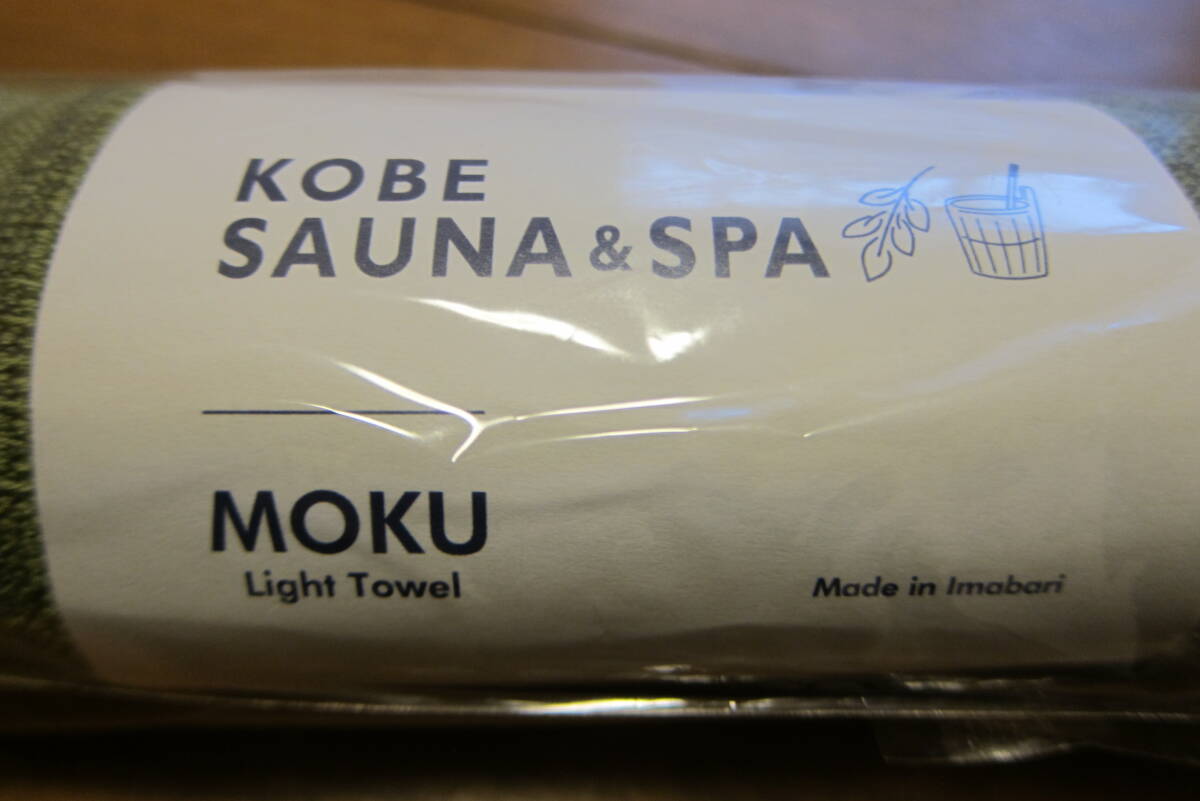 KOBE
SAUNA & SPA
MOKU
Light Towel
Made in Imabari